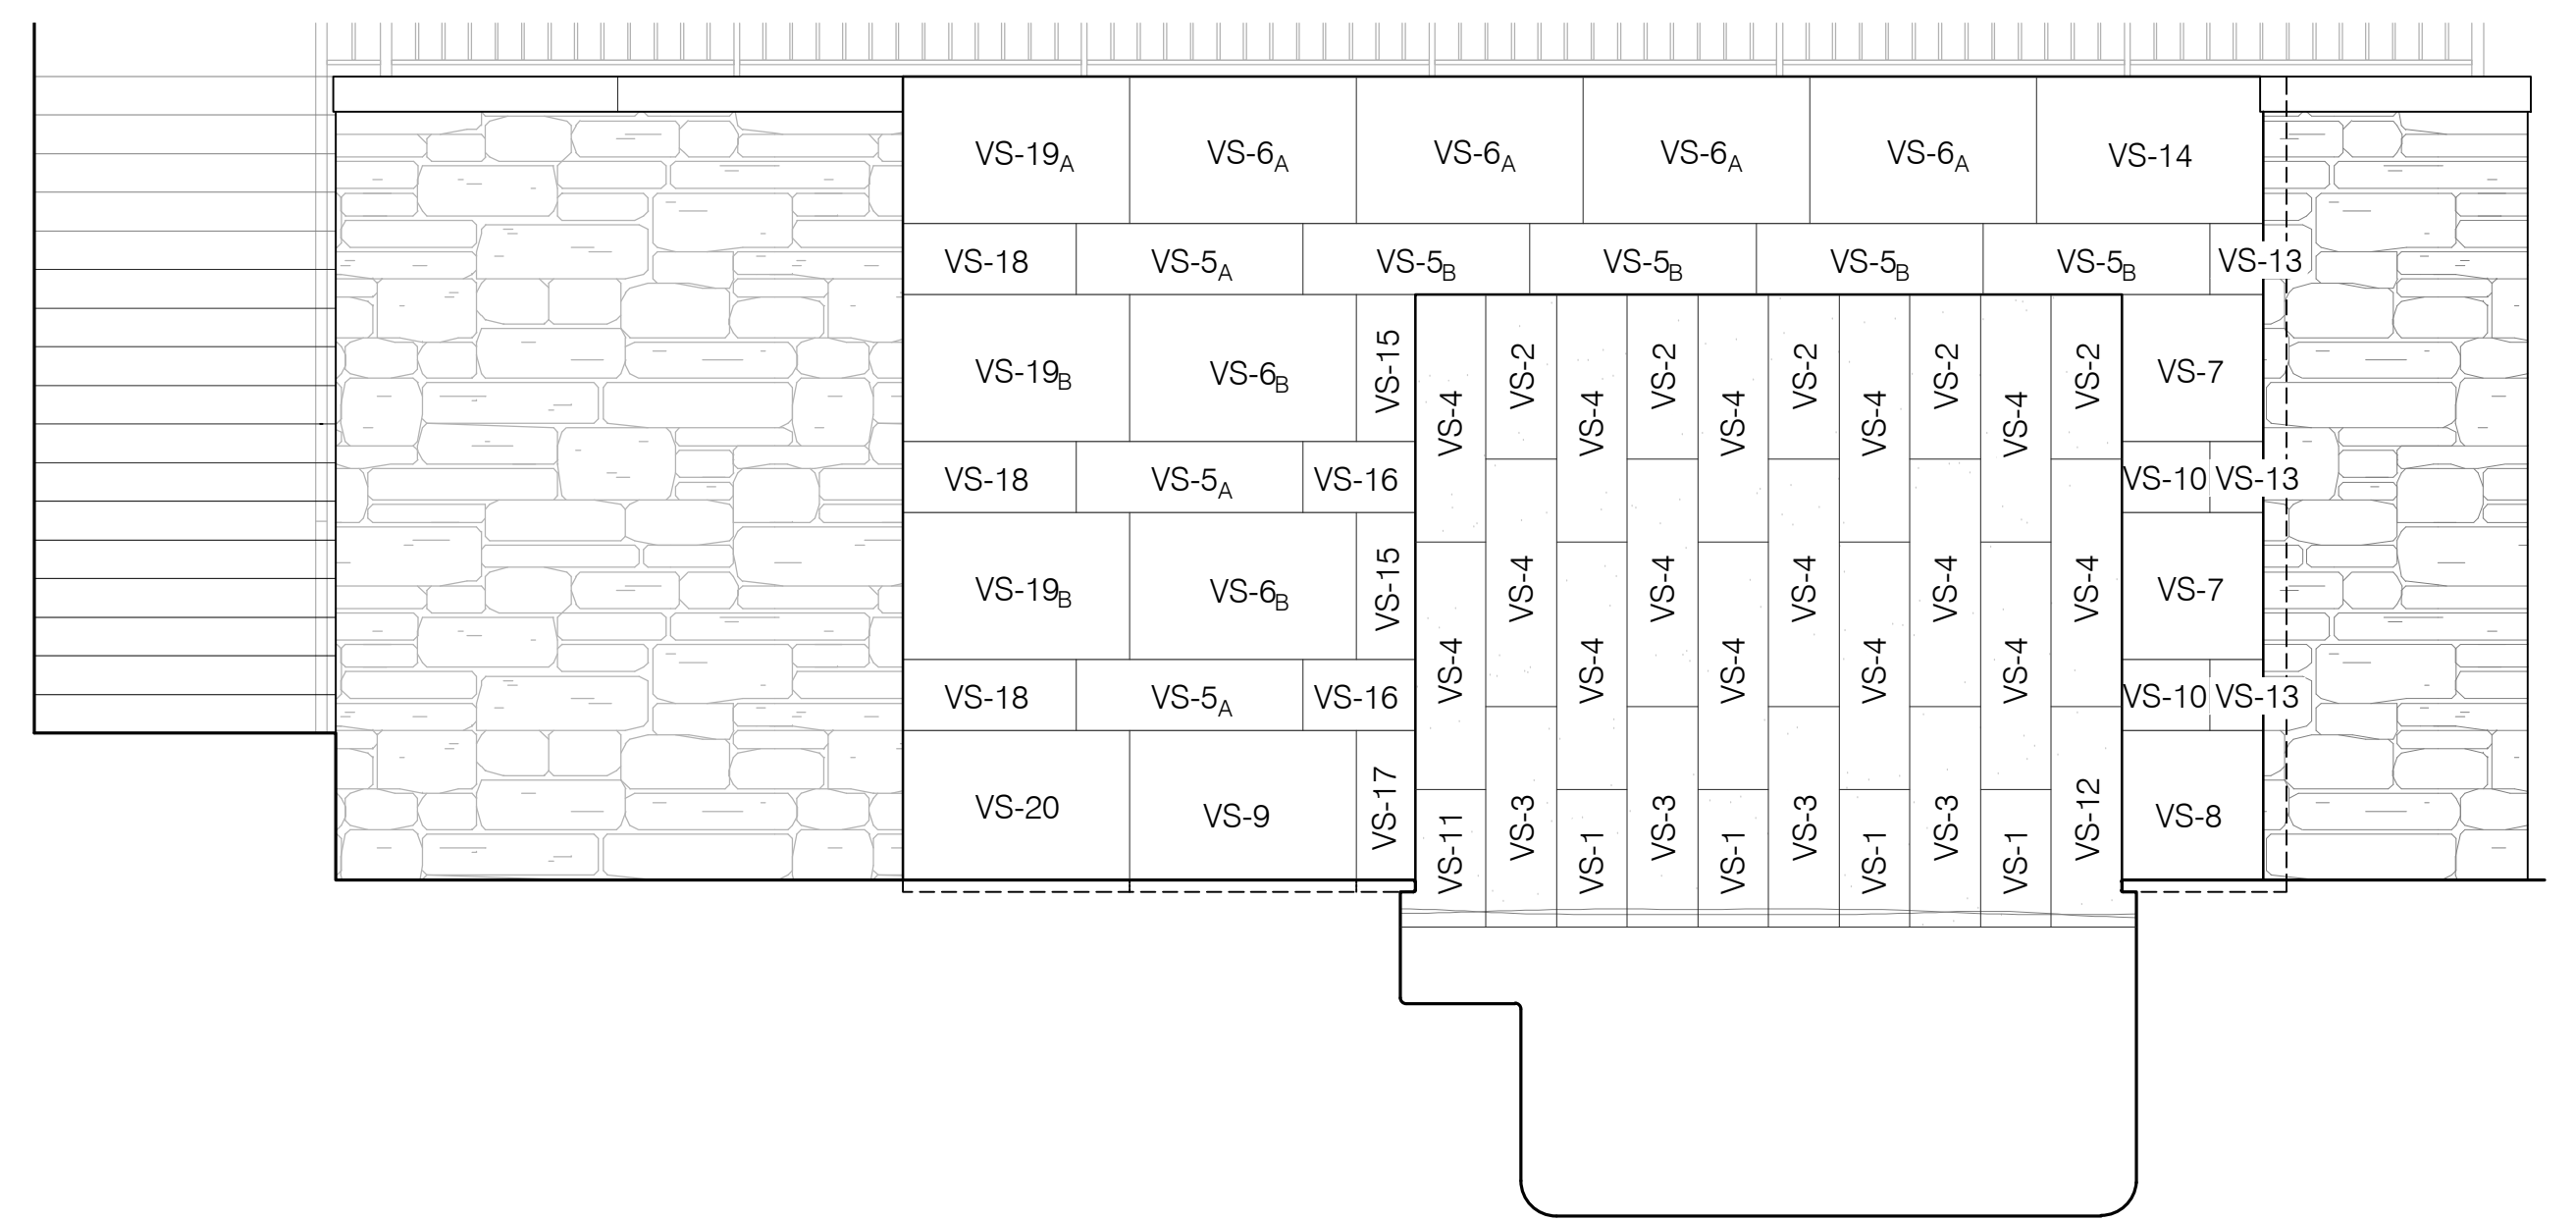 VS-19A VS-6A VS-6A VS-6A VS-6A VS-14
VS-18 VS-5A VS-5B VS-5B VS-5B VS-5B VS-13
VS-19B VS-6B VS-15 VS-4 VS-2 VS-4 VS-2 VS-4 VS-2 VS-4 VS-2 VS-4 VS-2 VS-7
VS-18 VS-5A VS-16 VS-10 VS-13
VS-19B VS-6B VS-15 VS-4 VS-4 VS-4 VS-4 VS-4 VS-4 VS-4 VS-4 VS-4 VS-4 VS-7
VS-18 VS-5A VS-16 VS-10 VS-13
VS-20 VS-9 VS-17 VS-11 VS-3 VS-1 VS-3 VS-1 VS-3 VS-1 VS-3 VS-1 VS-12 VS-8